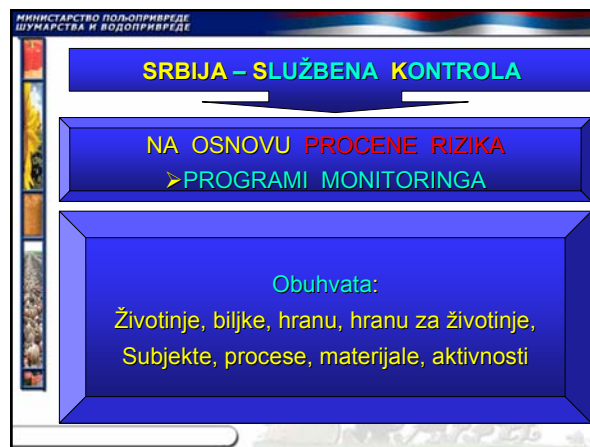 МИНИСТАРСТВО ПОЉОПРИВРЕДЕ
ШУМАРСТВА И ВОДОПРИВРЕДЕ
SRBIJA – SLUŽBENA KONTROLA
NA OSNOVU PROCENE RIZIKA
➢PROGRAMI MONITORINGA
Obuhvata:
Životinje, biljke, hranu, hranu za životinje,
Subjekte, procese, materijale, aktivnosti